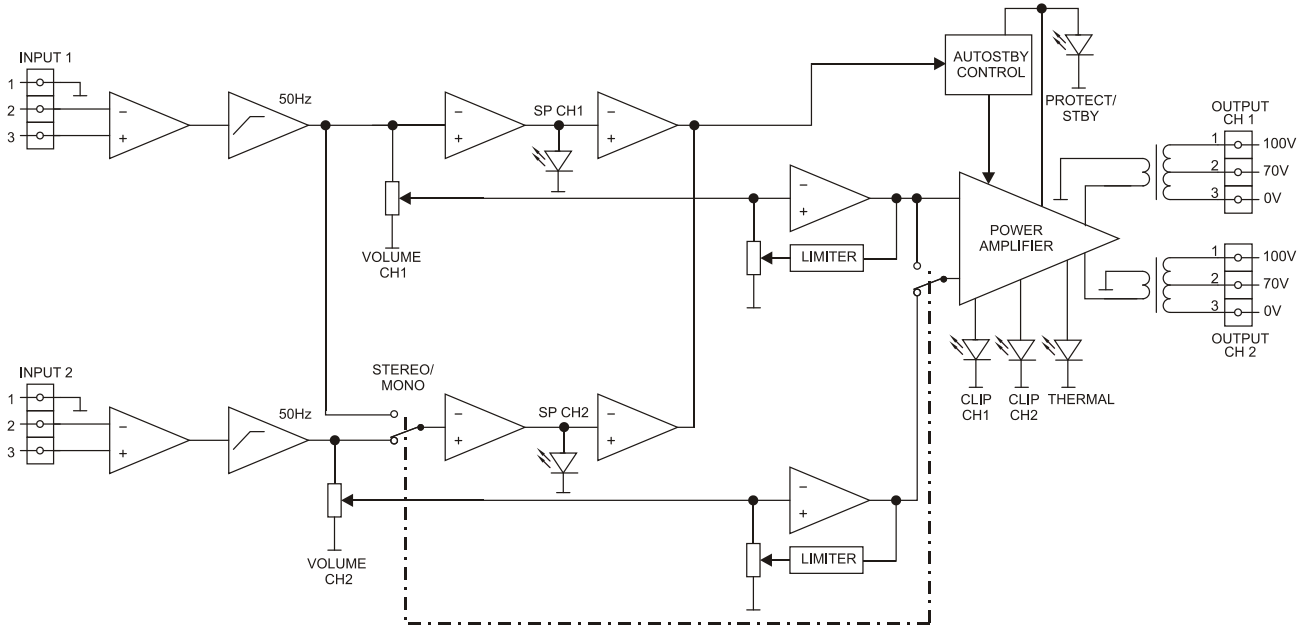 INPUT 1
1
2
3
−
+
50Hz
−
+
SP CH1
−
+
VOLUME
CH1
AUTOSTBY
CONTROL
PROTECT/
STBY
−
+
LIMITER
POWER
AMPLIFIER
OUTPUT
CH 1
1
100V
2
70V
3
0V
1
100V
2
70V
3
0V
OUTPUT
CH 2
CLIP
CH1
CLIP
CH2
THERMAL
INPUT 2
1
2
3
−
+
50Hz
STEREO/
MONO
−
+
SP CH2
−
+
VOLUME
CH2
−
+
LIMITER